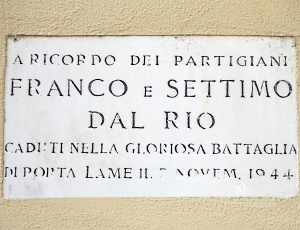 A RICORDO DEI PARTIGIANI
FRANCO E SETTIMO
DAL RIO
CADUTI NELLA GLORIOSA BATTAGLIA
DI PORTA LAME IL 7 NOVEM. 1944